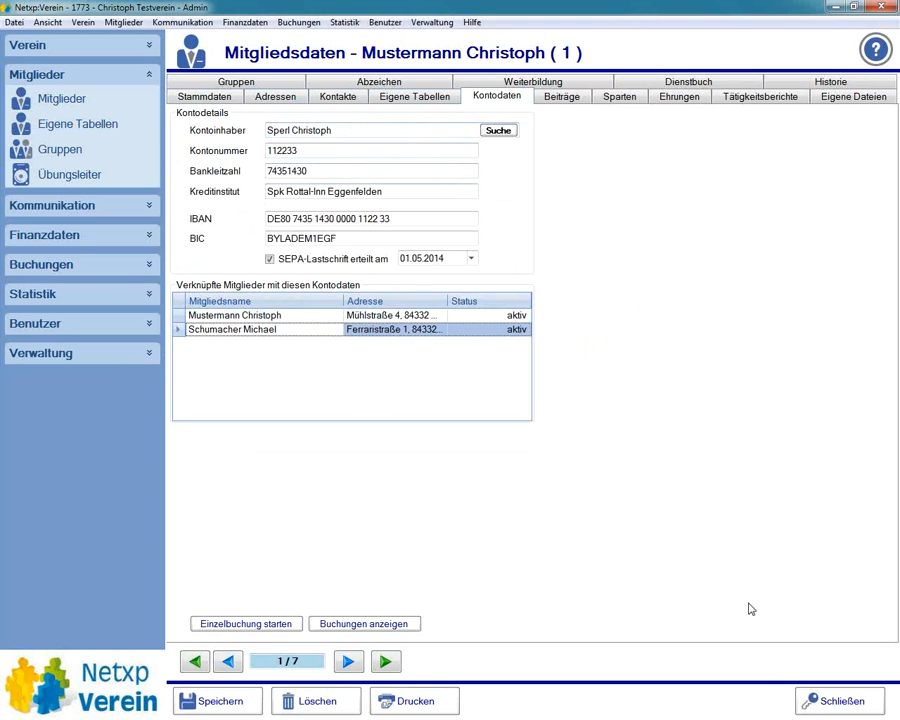 Netxp:Verein - 1773 - Christoph Testverein - Admin
Datei Ansicht Verein Mitglieder Kommunikation Finanzdaten Buchungen Statistik Benutzer Verwaltung Hilfe
Verein
Mitglieder
Mitglieder
Eigene Tabellen
Gruppen
Übungsleiter
Kommunikation
Finanzdaten
Buchungen
Statistik
Benutzer
Verwaltung
Netxp
Verein
Mitgliedsdaten - Mustermann Christoph ( 1 )
?
Gruppen Abzeichen Weiterbildung Dienstbuch Historie
Stammdaten Adressen Kontakte Eigene Tabellen Kontodaten Beiträge Sparten Ehrungen Tätigkeitsberichte Eigene Dateien
Kontodetails
Kontoinhaber Sperl Christoph Suche
Kontonummer 112233
Bankleitzahl 74351430
Kreditinstitut Spk Rottal-Inn Eggenfelden
IBAN DE80 7435 1430 0000 1122 33
BIC BYLADEM1EGF
SEPA-Lastschrift erteilt am 01.05.2014
Verknüpfte Mitglieder mit diesen Kontodaten
Mitgliedsname Adresse Status
Mustermann Christoph Mühlstraße 4, 84332 ... aktiv
Schumacher Michael Ferraristraße 1, 84332... aktiv
Einzelbuchung starten Buchungen anzeigen
1 / 7
Speichern Löschen Drucken Schließen